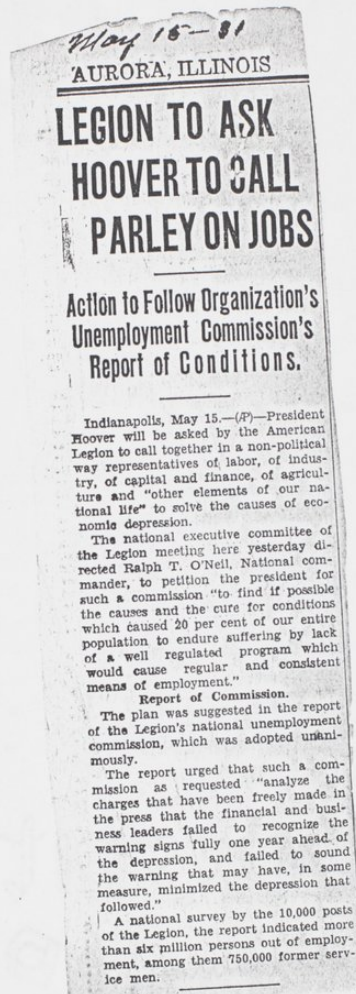 May 15-31
AURORA, ILLINOIS
LEGION TO ASK
HOOVER TO CALL
PARLEY ON JOBS
Action to Follow Organization's
Unemployment Commission's
Report of Conditions.
Indianapolis, May 15.—(AP)—President
Hoover will be asked by the American
Legion to call together in a non-political
way representatives of labor, of indus-
try, of capital and finance, of agricul-
ture and "other elements of our na-
tional life" to solve the causes of eco-
nomic depression.
The national executive committee of
the Legion meeting here yesterday di-
rected Ralph T. O'Neil, National com-
mander, to petition the president for
such a commission "to find if possible
the causes and the cure for conditions
which caused 20 per cent of our entire
population to endure suffering by lack
of a well regulated program which
would cause regular and consistent
means of employment."
Report of Commission.
The plan was suggested in the report
of the Legion's national unemployment
commission, which was adopted unani-
mously.
The report urged that such a com-
mission as requested "analyze the
charges that have been freely made in
the press that the financial and busi-
ness leaders failed to recognize the
warning signs fully one year ahead of
the depression, and failed to sound
the warning that may have, in some
measure, minimized the depression that
followed."
A national survey by the 10,000 posts
of the Legion, the report indicated more
than six million persons out of employ-
ment, among them 750,000 former serv-
ice men.